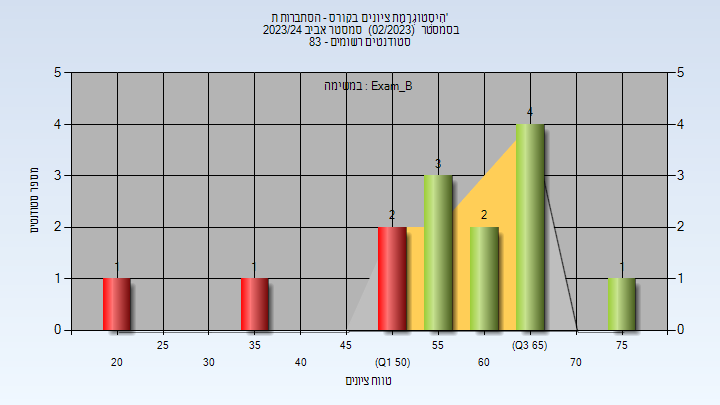 היסטוגרמת ציונים בקורס - הסתברות ת'
בסמסטר (02/2023) סמסטר אביב 2023/24
סטודנטים רשומים - 83
במשימה : Exam_B
מספר סטודנטים
5 5
4 4
3 3
2 2
1 1
0 0
1 1 2 3 2 4 1
25 35 45 55 (Q3 65) 75
20 30 40 (Q1 50) 60 70
טווח ציונים